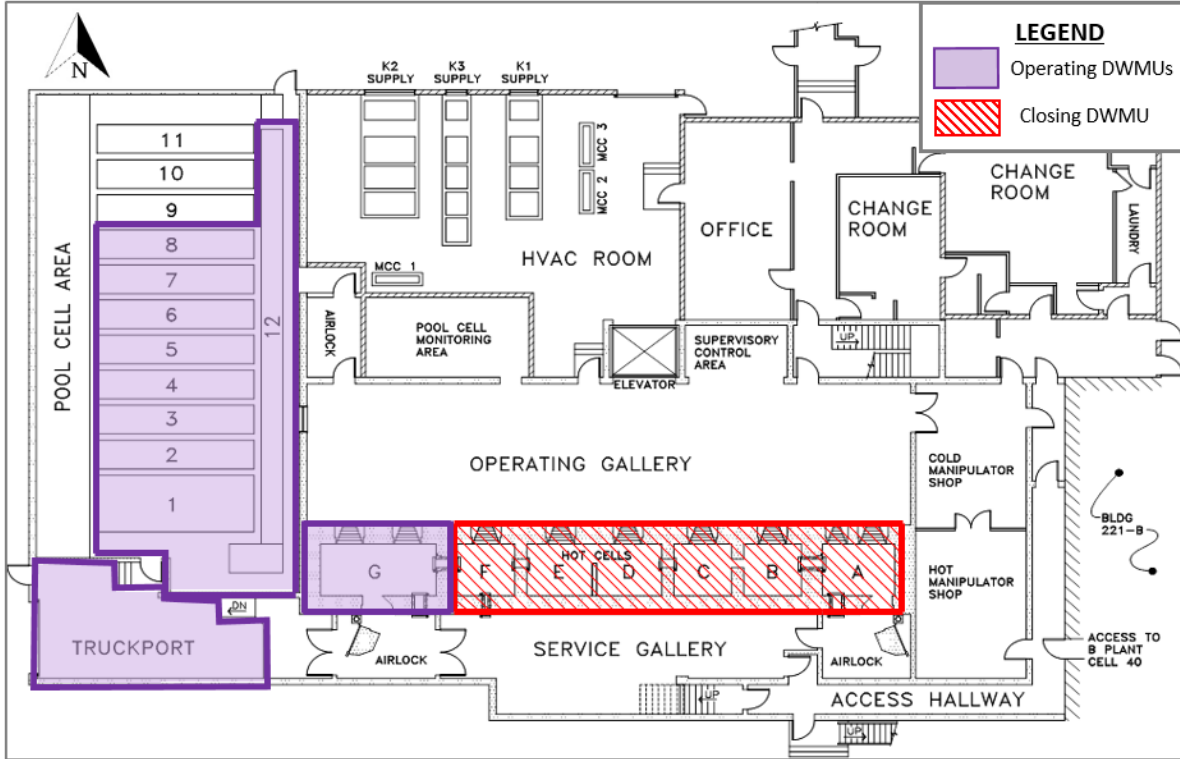 N
LEGEND
Operating DWMUs
Closing DWMU
K2
SUPPLY
K3
SUPPLY
K1
SUPPLY
MCC 3
MCC 2
MCC 1
HVAC ROOM
OFFICE
CHANGE
ROOM
CHANGE
ROOM
LAUNDRY
POOL CELL AREA
11
10
9
8
7
6
5
4
3
2
1
12
AIRLOCK
POOL CELL
MONITORING
AREA
ELEVATOR
SUPERVISORY
CONTROL
AREA
UP
OPERATING GALLERY
COLD
MANIPULATOR
SHOP
BLDG
221-B
HOT CELLS
G
F
E
D
C
B
A
HOT
MANIPULATOR
SHOP
DN
TRUCKPORT
AIRLOCK
SERVICE GALLERY
AIRLOCK
ACCESS TO
B PLANT
CELL 40
UP
ACCESS HALLWAY
UP